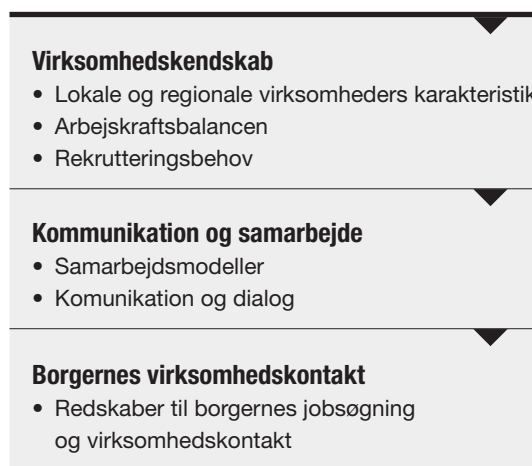 Virksomhedskendskab
• Lokale og regionale virksomheders karakteristik
• Arbejskraftsbalancen
• Rekrutteringsbehov
Kommunikation og samarbejde
• Samarbejdsmodeller
• Komunikation og dialog
Borgernes virksomhedskontakt
• Redskaber til borgernes jobsøgning
og virksomhedskontakt